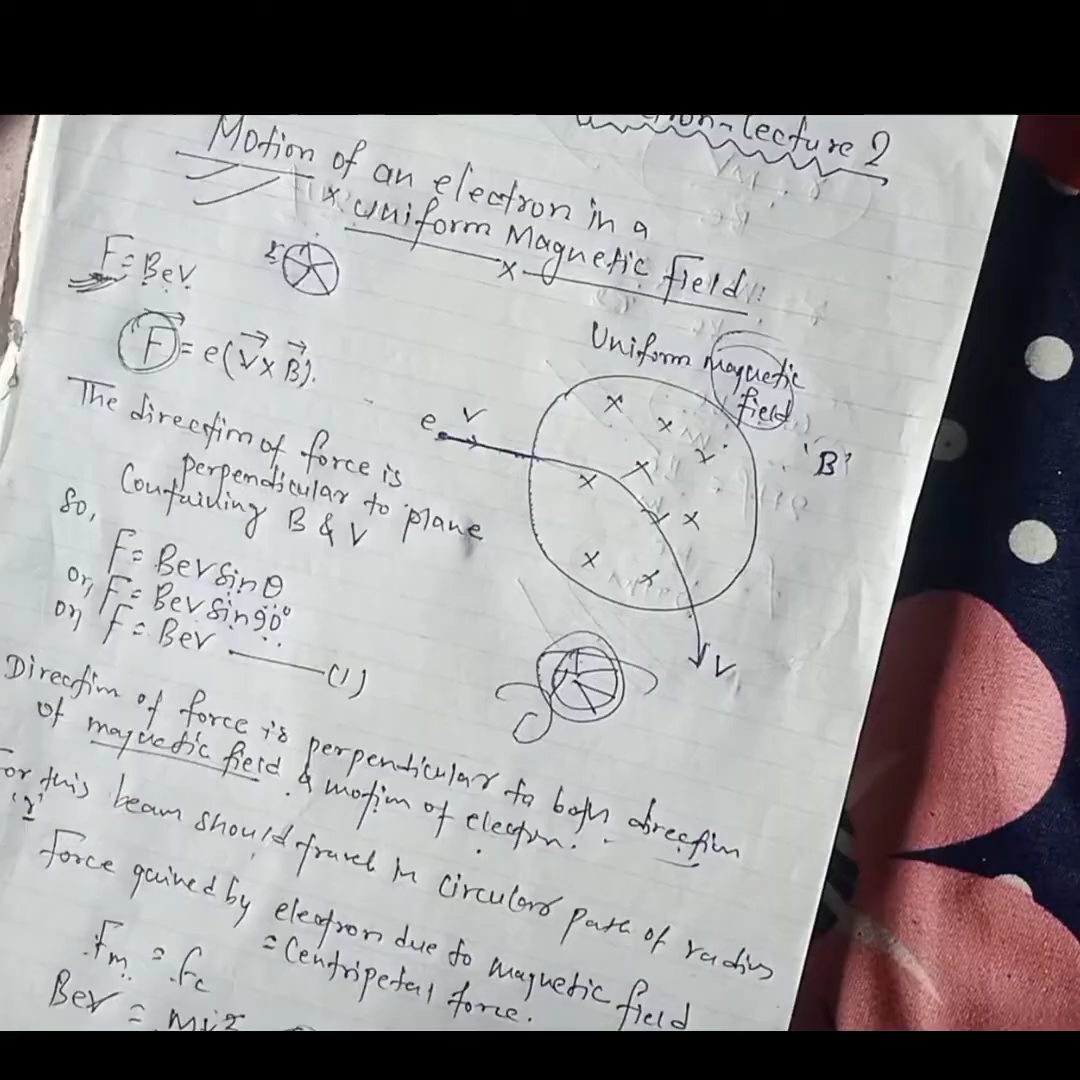 -lecture 2
Motion of an electron in a
uniform Magnetic field.
x
F = Bev
r
F = e(V x B).
Uniform magnetic
field
'B'
e V
The direction of force is
perpendicular to plane
Containing B & V
So,
F = Bev sinθ
or, F = Bev sin90°
or, F = Bev ——(1)
V
Direction of force is perpendicular to both direction
of magnetic field & motion of electron.
For this beam should travel in circular path of radius
'r'
Force gained by electron due to magnetic field
= Centripetal force.
Fm = Fc
Bev =